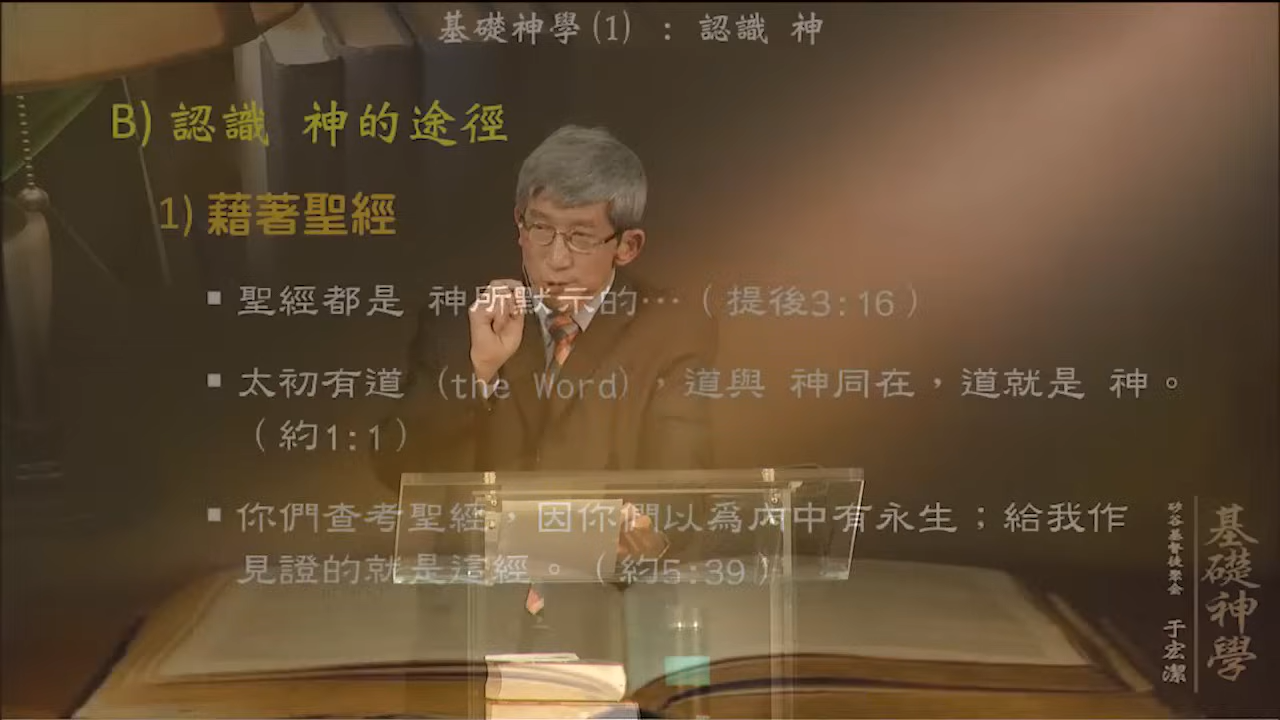 基礎神學(1) : 認識 神
B) 認識 神的途徑
1) 藉著聖經
▪ 聖經都是 神所默示的…（提後3:16）
▪ 太初有道 (the Word)，道與 神同在，道就是 神。
（約1:1）
▪ 你們查考聖經，因你們以為內中有永生；給我作
見證的就是這經。（約5:39）
基礎神學
矽谷基督徒聚會 于宏潔